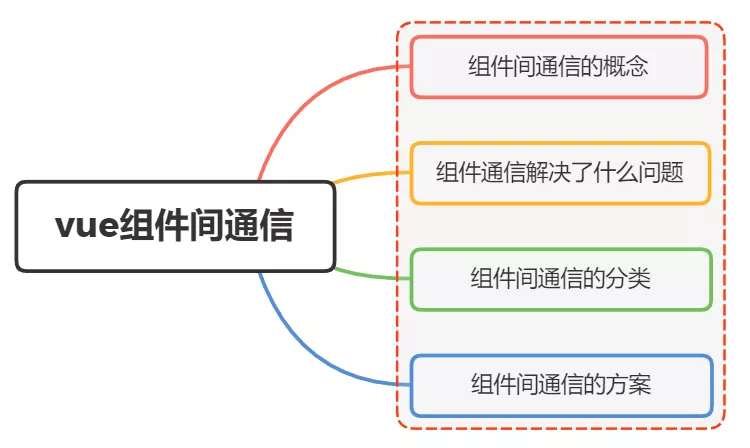 vue组件间通信
组件间通信的概念
组件通信解决了什么问题
组件间通信的分类
组件间通信的方案